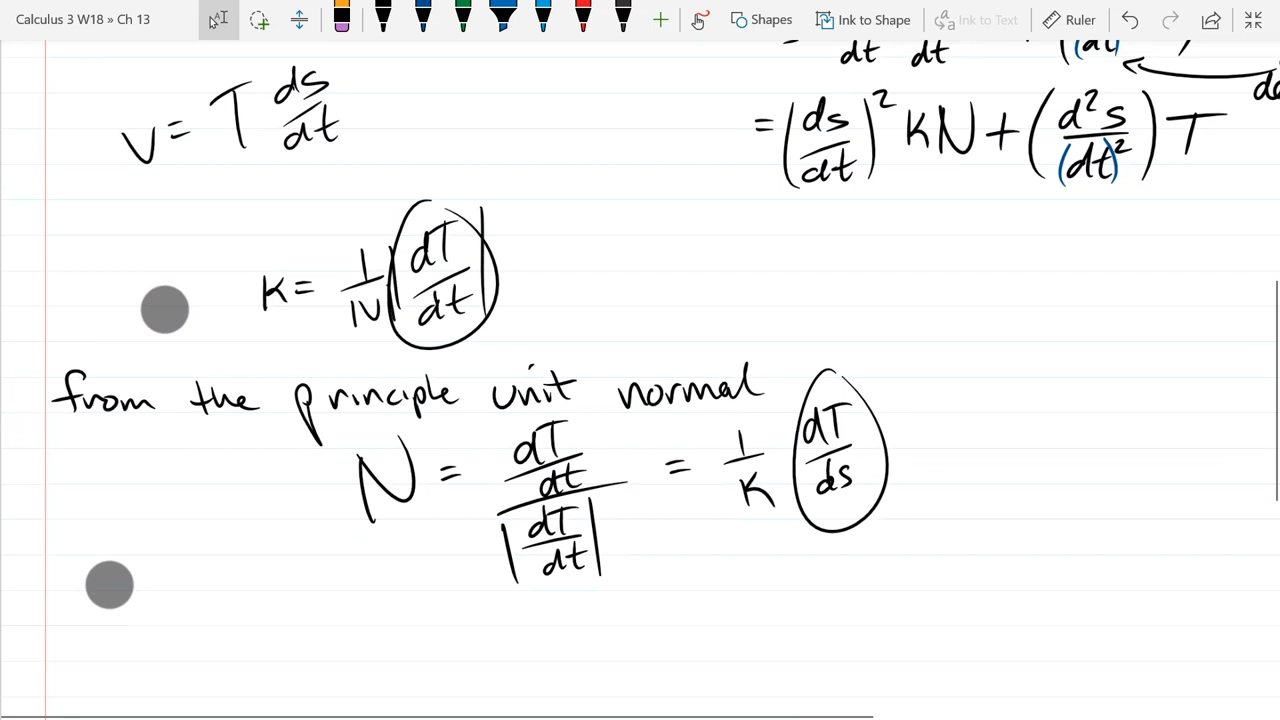 Calculus 3 W18 » Ch 13
Shapes
Ink to Shape
Ink to Text
Ruler
v = T ds/dt
dt dt
= (ds/dt)² κN + (d²s/(dt)²) T
κ = 1/|v| |dT/dt|
from the principle unit normal
N = (dT/dt)/|dT/dt| = 1/κ dT/ds